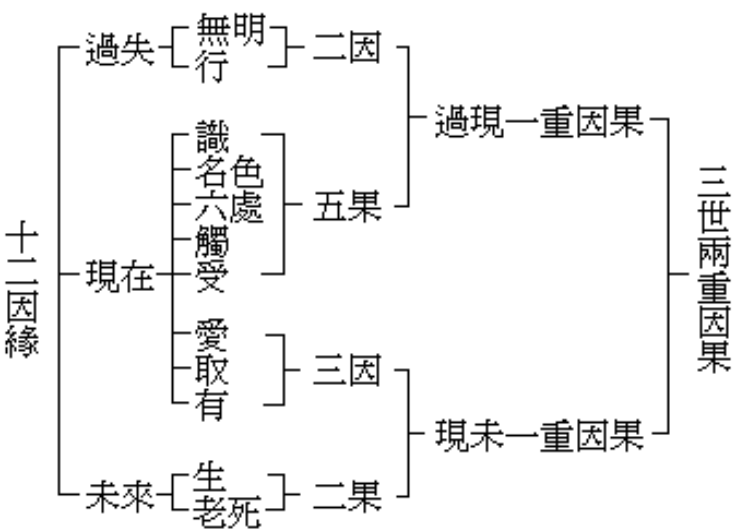 十二因緣
過失
無明
行
二因
現在
識
名色
六處
觸
受
五果
愛
取
有
三因
未來
生
老死
二果
過現一重因果
現未一重因果
三世兩重因果